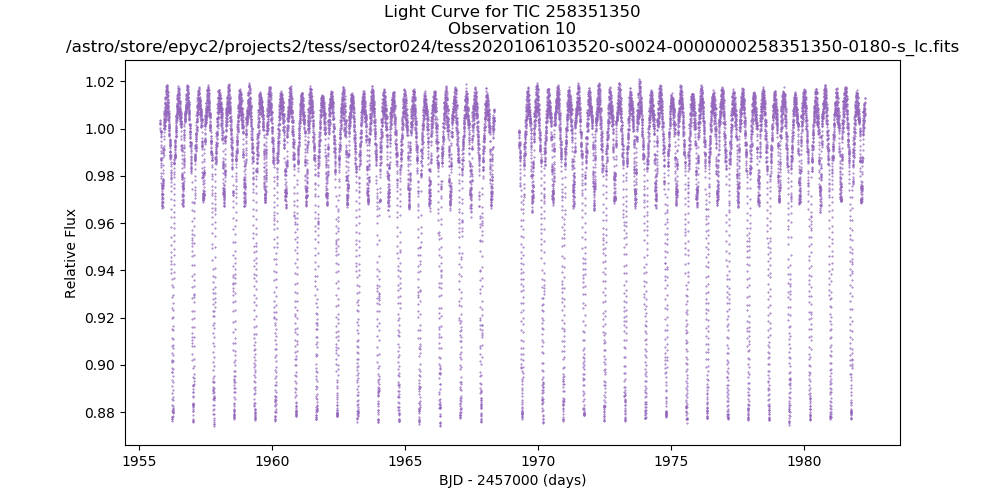 Light Curve for TIC 258351350
Observation 10
/astro/store/epyc2/projects2/tess/sector024/tess2020106103520-s0024-0000000258351350-0180-s_lc.fits
1.02
1.00
0.98
0.96
0.94
0.92
0.90
0.88
Relative Flux
1955
1960
1965
1970
1975
1980
BJD - 2457000 (days)